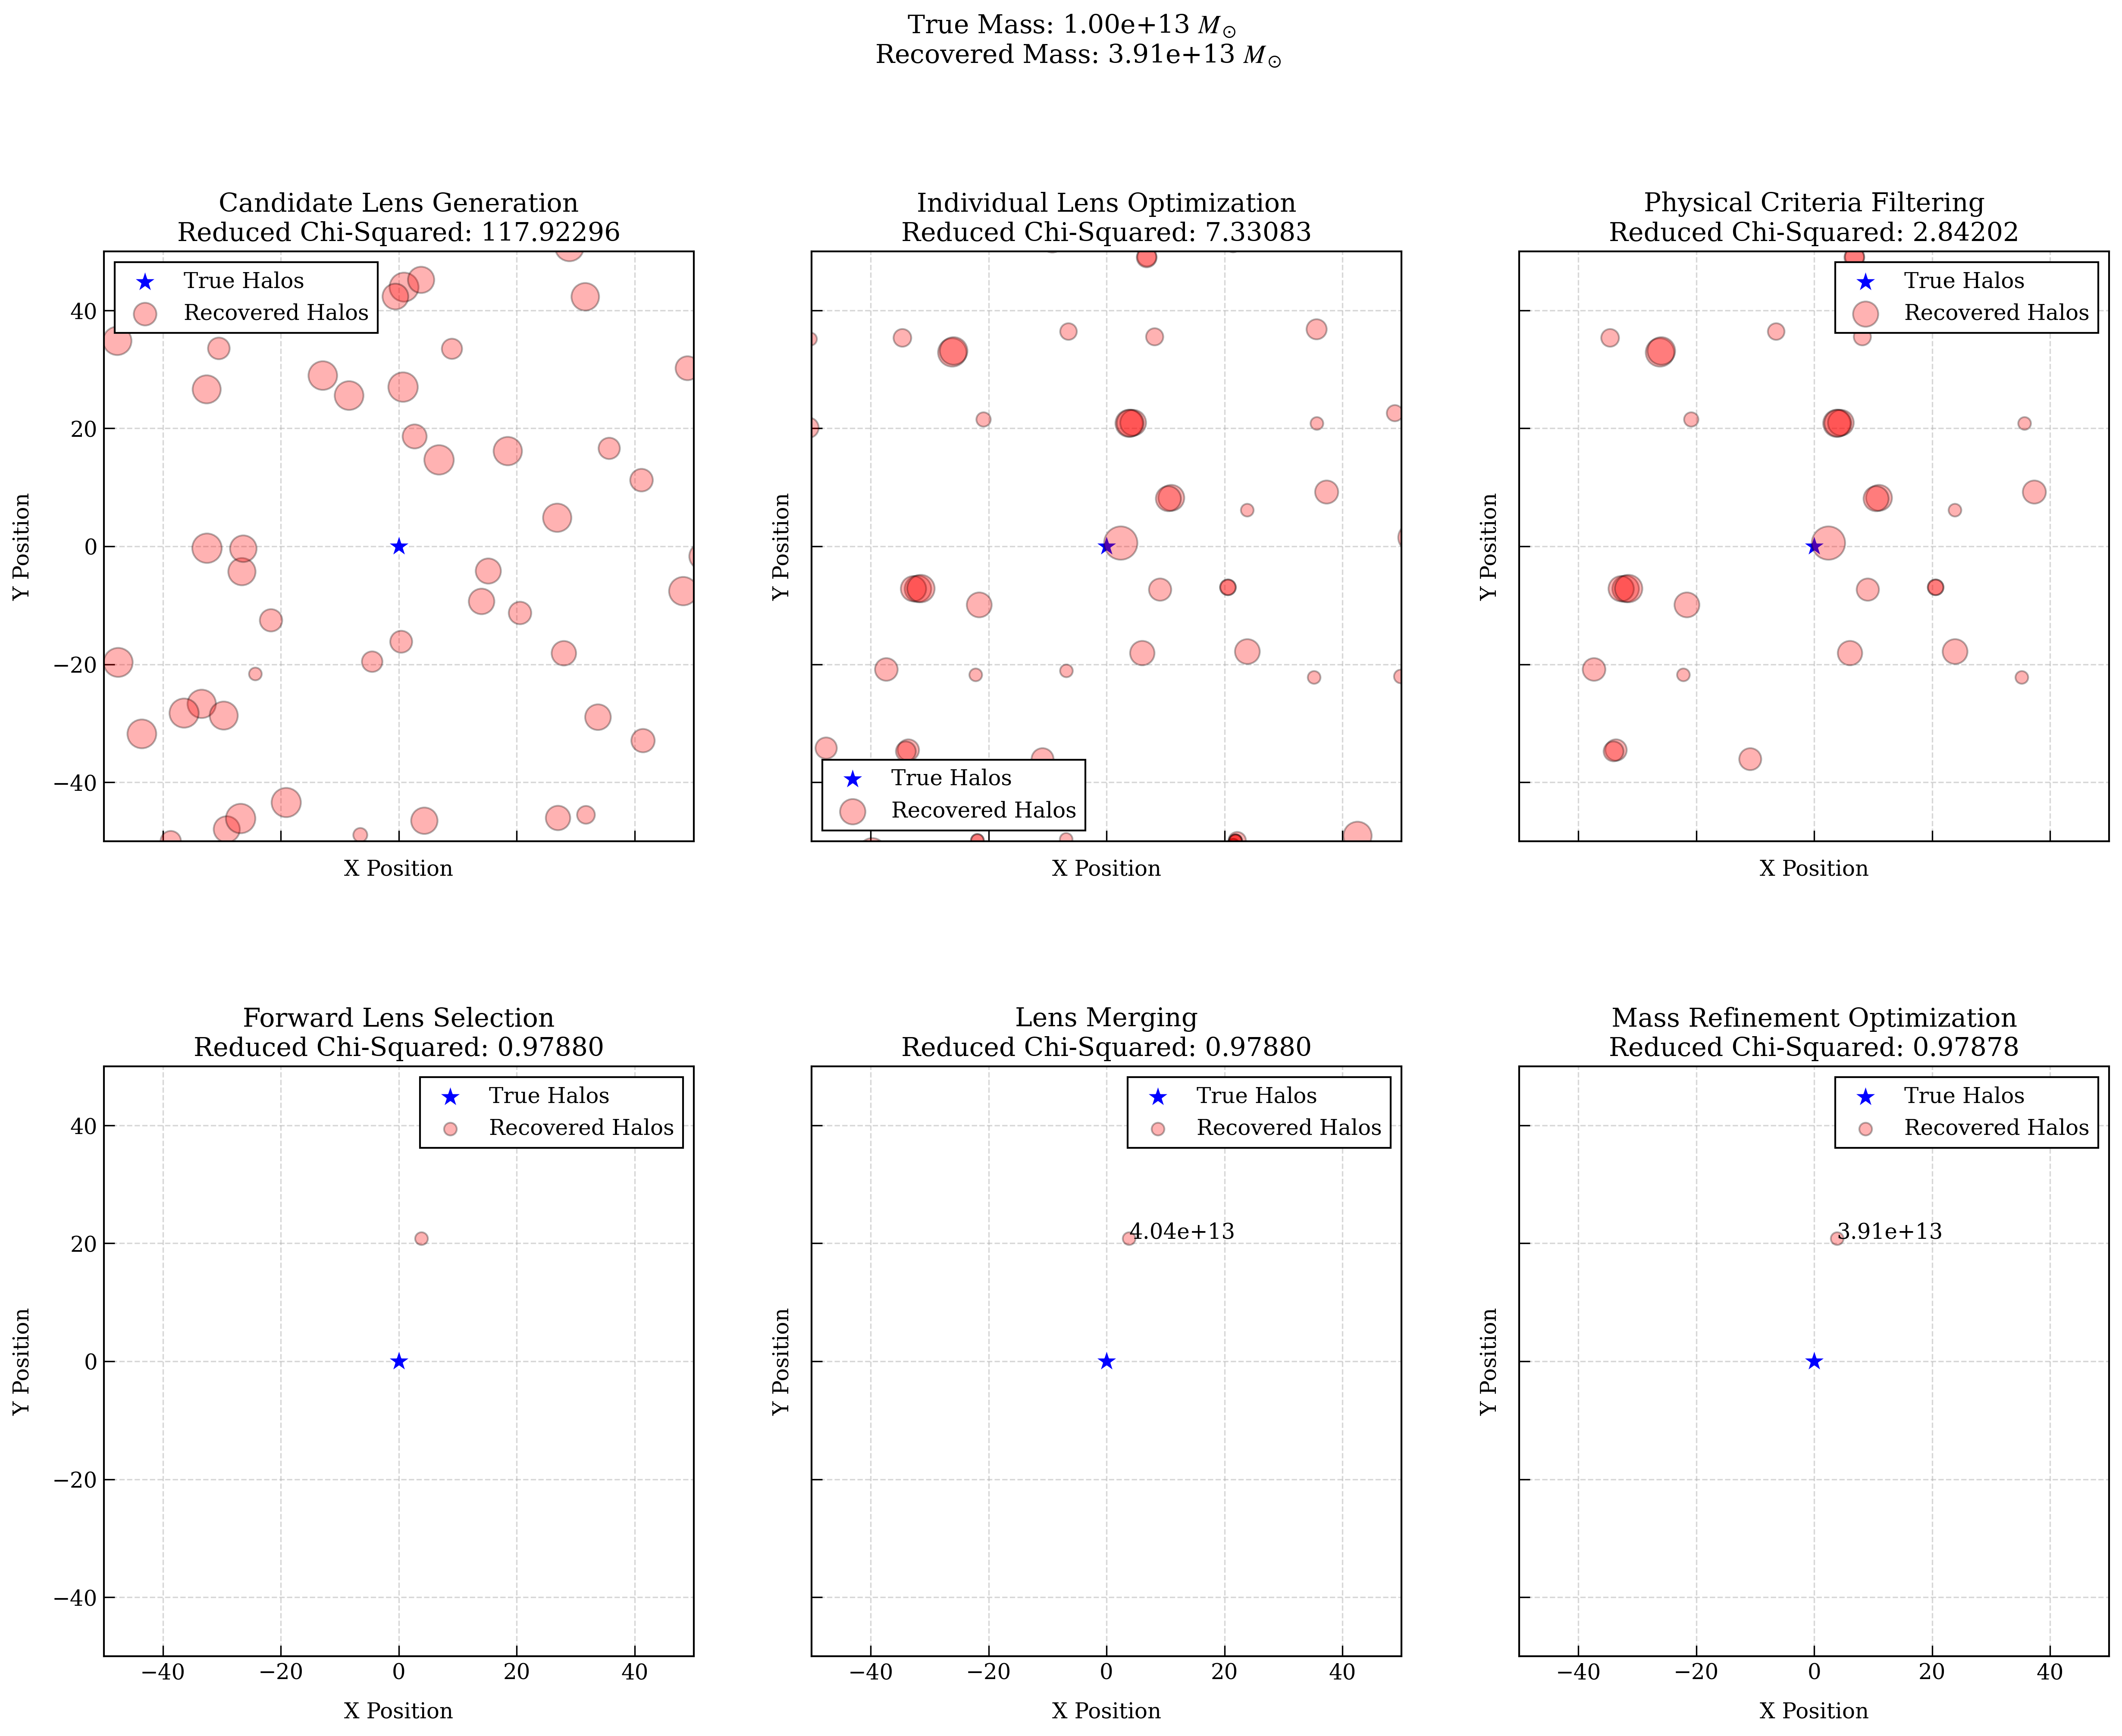 True Mass: 1.00e+13 M⊙
Recovered Mass: 3.91e+13 M⊙
Candidate Lens Generation
Reduced Chi-Squared: 117.92296
True Halos
Recovered Halos
40
20
0
−20
−40
Y Position
X Position
Individual Lens Optimization
Reduced Chi-Squared: 7.33083
True Halos
Recovered Halos
Y Position
X Position
Physical Criteria Filtering
Reduced Chi-Squared: 2.84202
True Halos
Recovered Halos
Y Position
X Position
Forward Lens Selection
Reduced Chi-Squared: 0.97880
True Halos
Recovered Halos
40
20
0
−20
−40
Y Position
−40 −20 0 20 40
X Position
Lens Merging
Reduced Chi-Squared: 0.97880
True Halos
Recovered Halos
4.04e+13
Y Position
−40 −20 0 20 40
X Position
Mass Refinement Optimization
Reduced Chi-Squared: 0.97878
True Halos
Recovered Halos
3.91e+13
Y Position
−40 −20 0 20 40
X Position